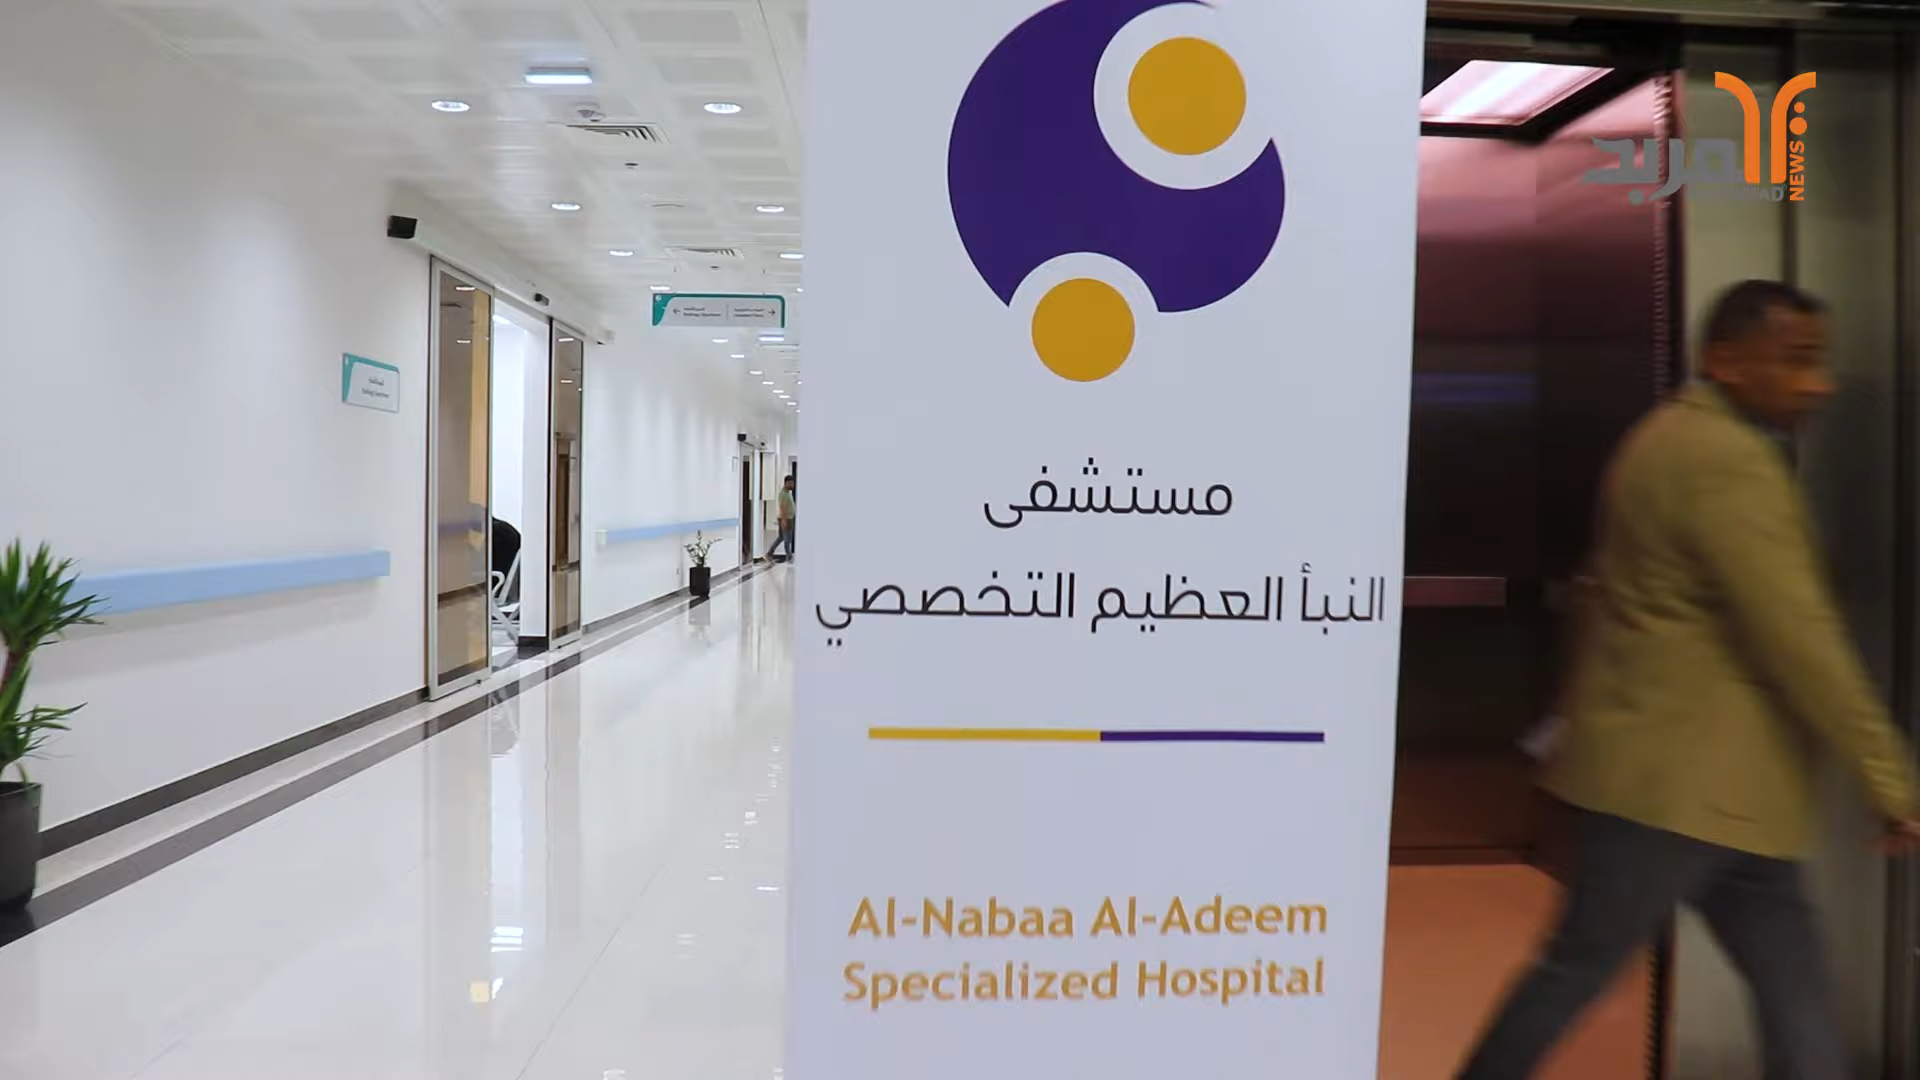 المربد
NEWS
مستشفى
النبأ العظيم التخصصي
Al-Nabaa Al-Adeem
Specialized Hospital